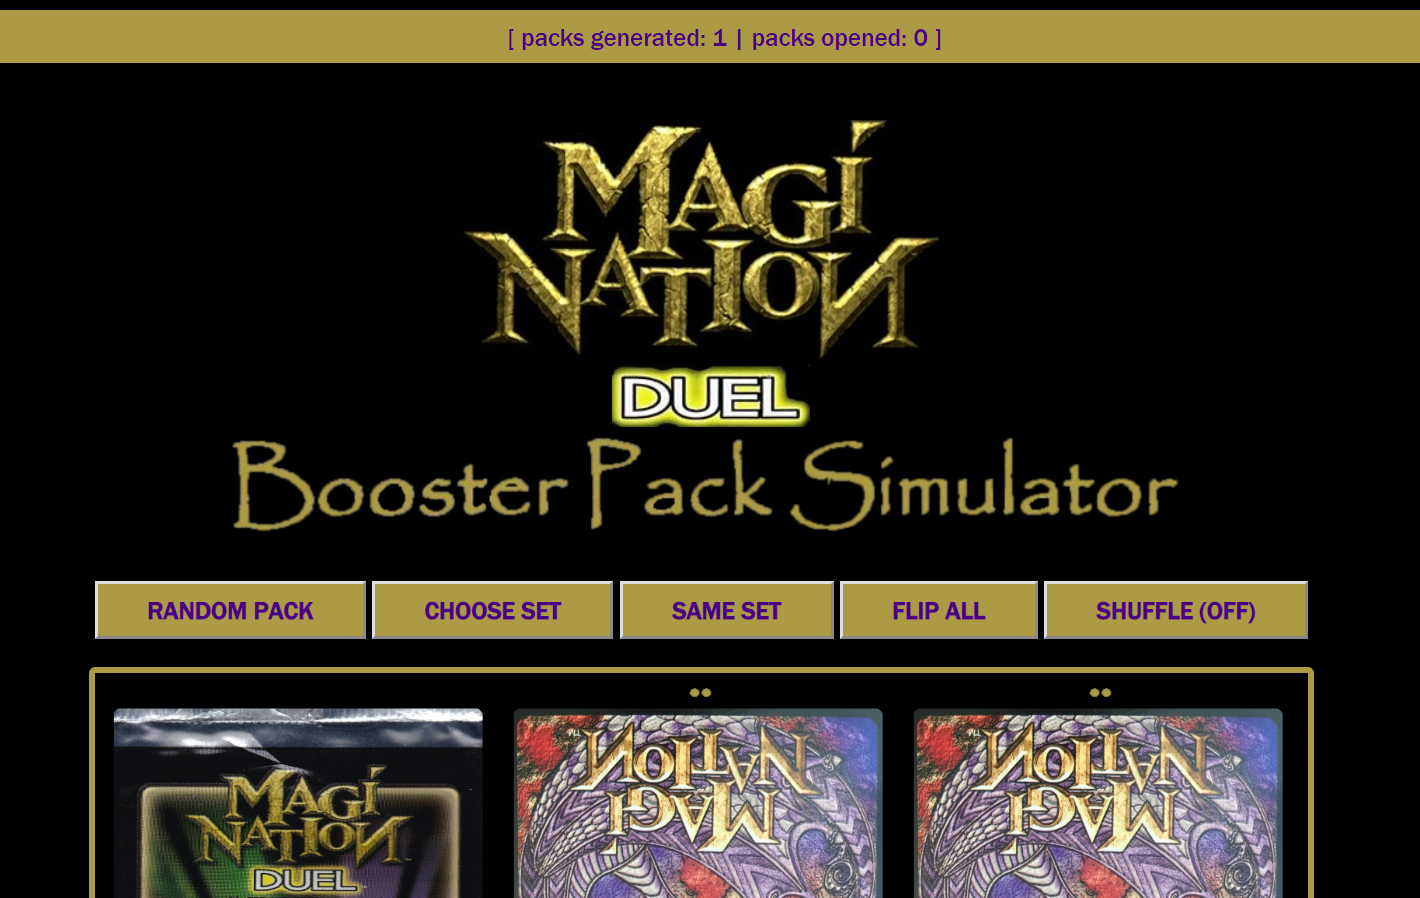 [ packs generated: 1 | packs opened: 0 ]
MAGI
NATION
DUEL
Booster Pack Simulator
RANDOM PACK
CHOOSE SET
SAME SET
FLIP ALL
SHUFFLE (OFF)
MAGI
NATION
DUEL
NATION
MAGI
NATION
MAGI